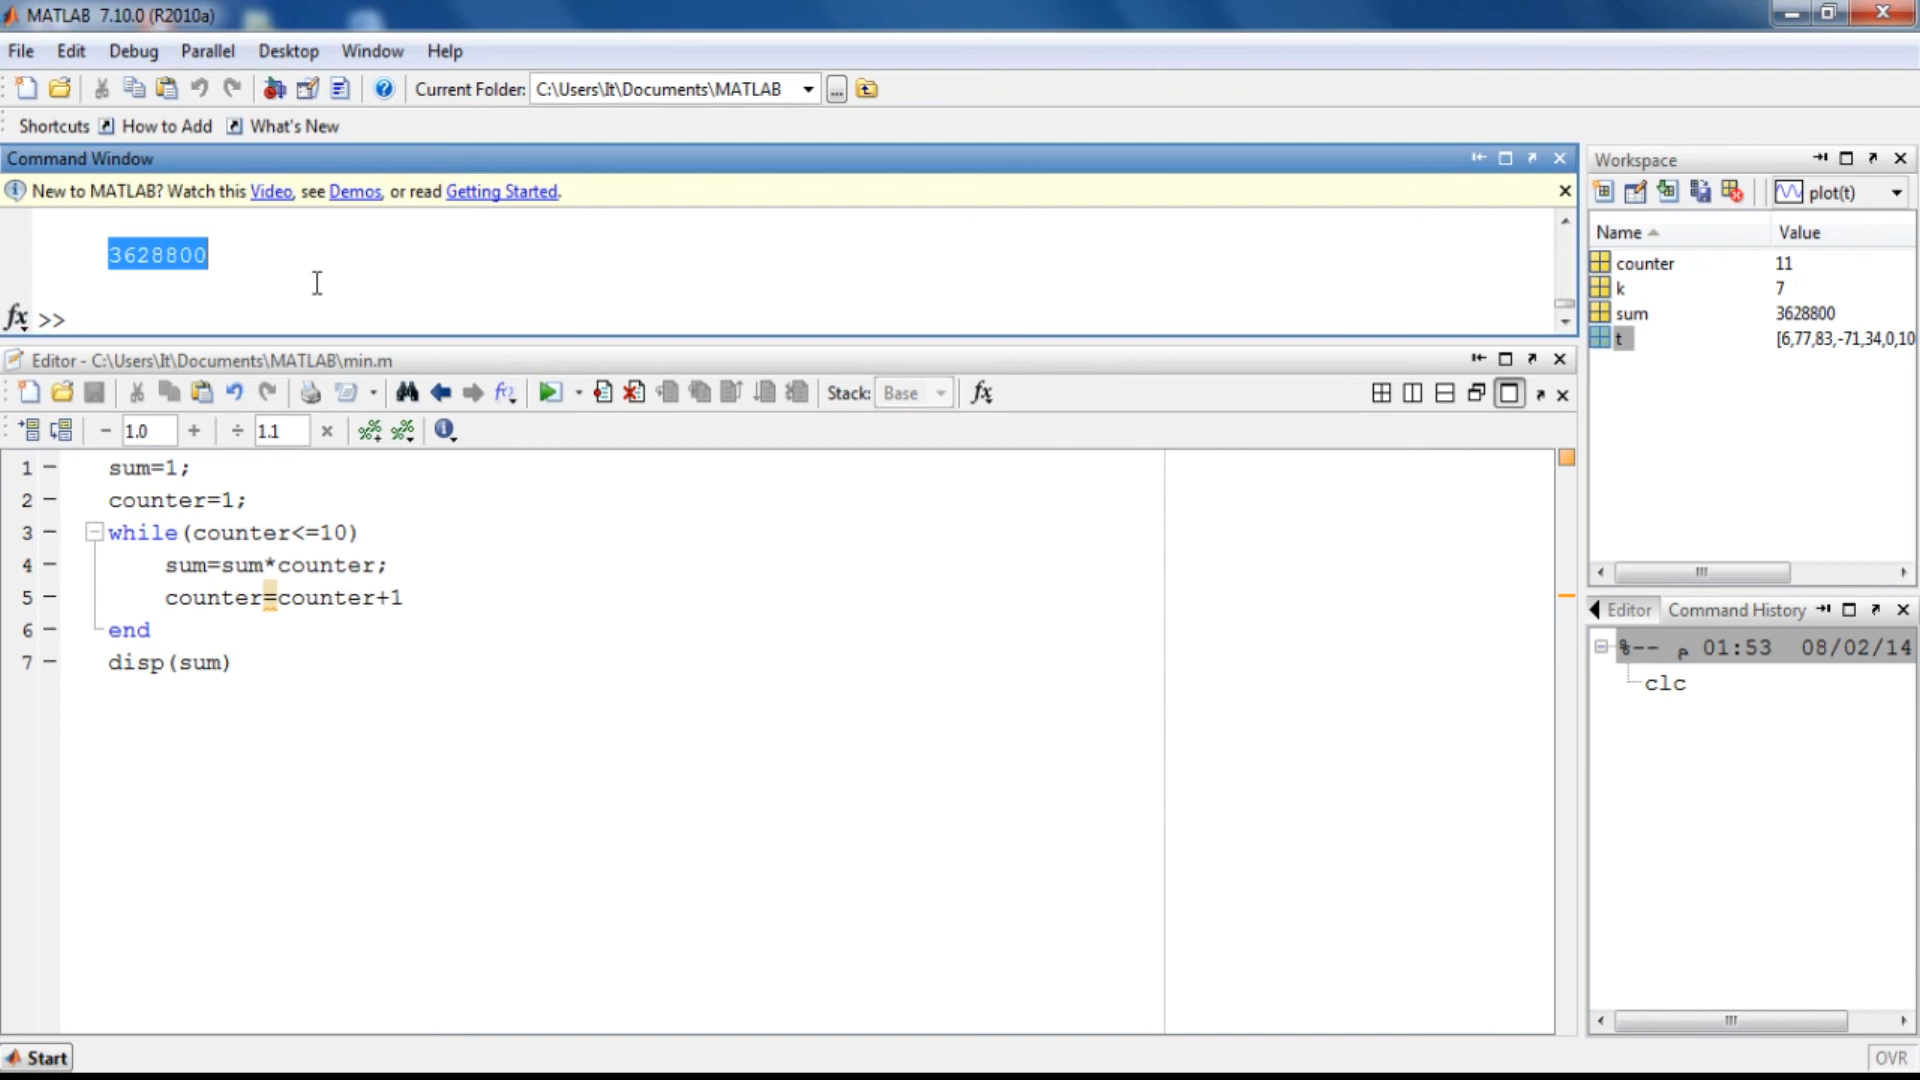 MATLAB 7.10.0 (R2010a)
File Edit Debug Parallel Desktop Window Help
Current Folder: C:\Users\It\Documents\MATLAB ...
Shortcuts How to Add What's New
Command Window
New to MATLAB? Watch this Video, see Demos, or read Getting Started.
3628800
fx >>
Editor - C:\Users\It\Documents\MATLAB\min.m
Stack: Base fx
− 1.0 + ÷ 1.1 ×
1 − sum=1;
2 − counter=1;
3 − while(counter<=10)
4 − sum=sum*counter;
5 − counter=counter+1
6 − end
7 − disp(sum)
Workspace
plot(t)
Name Value
counter 11
k 7
sum 3628800
t [6,77,83,-71,34,0,10
Editor Command History
%-- م 01:53 08/02/14
clc
Start
OVR